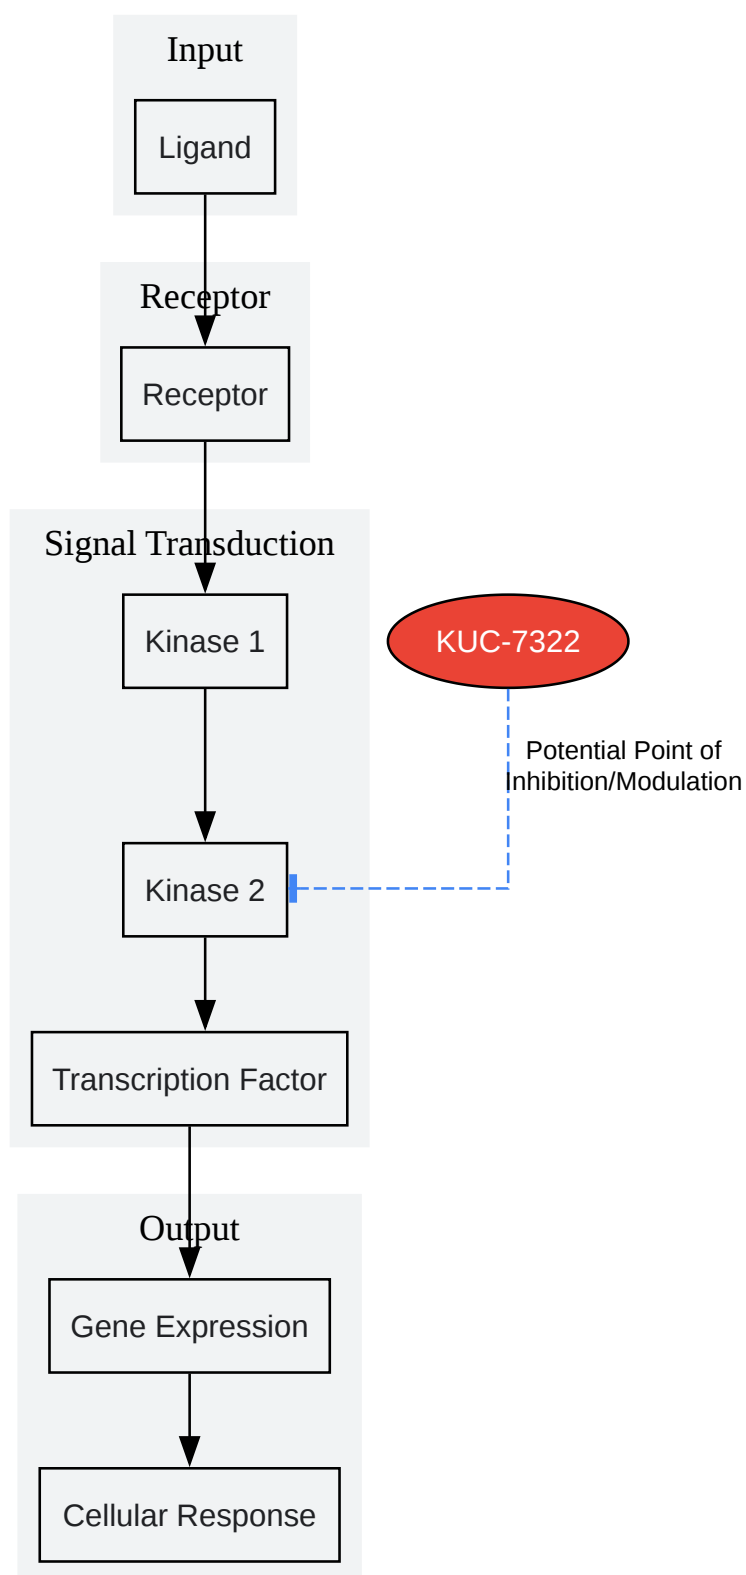 Input
Ligand
Receptor
Receptor
Signal Transduction
Kinase 1
KUC-7322
Potential Point of
Inhibition/Modulation
Kinase 2
Transcription Factor
Output
Gene Expression
Cellular Response